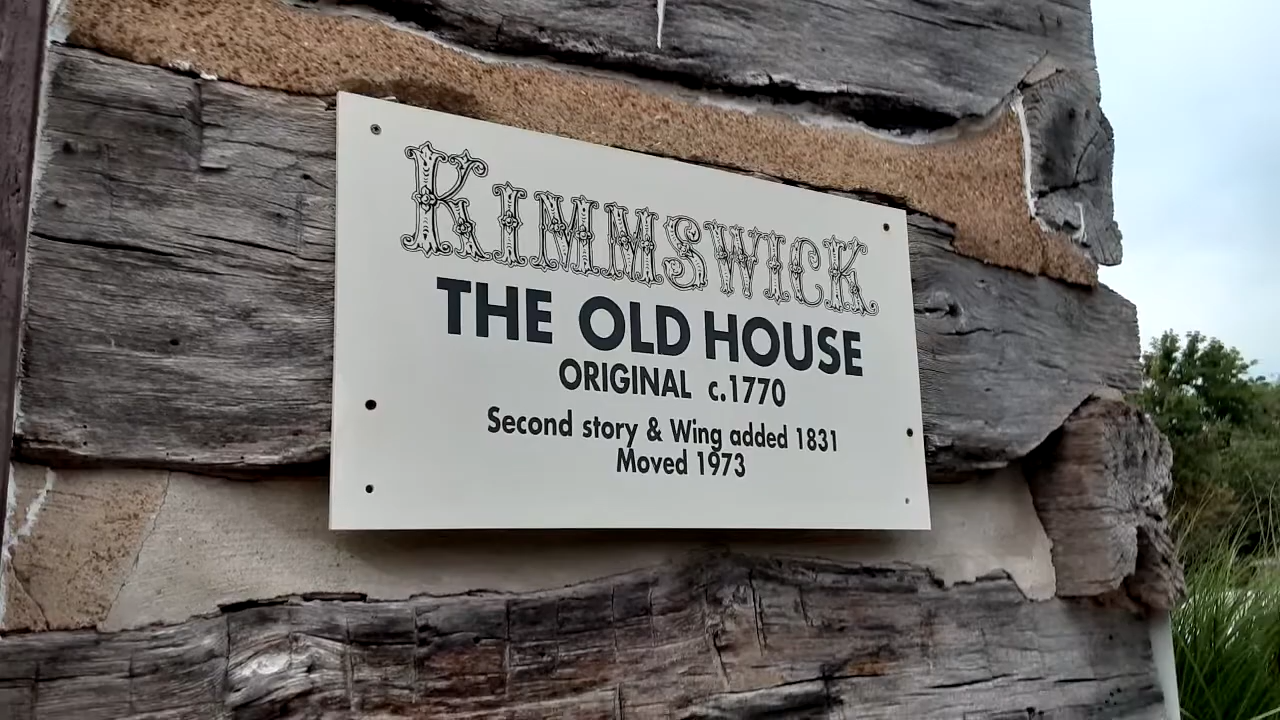 KIMMSWICK
THE OLD HOUSE
ORIGINAL c.1770
Second story & Wing added 1831
Moved 1973